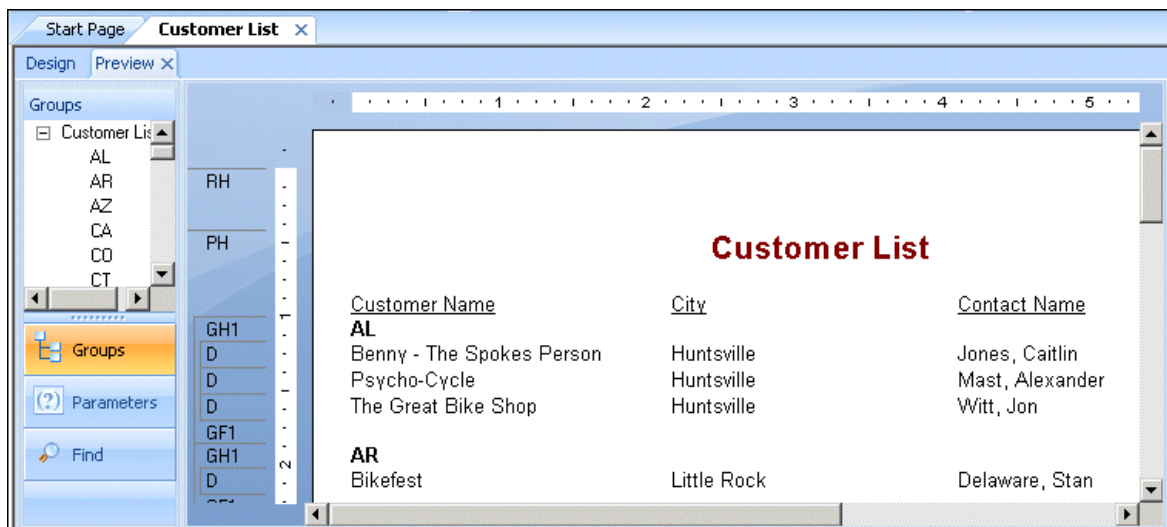 Start Page Customer List
Design Preview
Groups
Customer Lis
AL
AR
AZ
CA
CO
CT
Groups
(?) Parameters
Find
1 2 3 4 5
RH
PH
1
GH1
D
D
D
GF1
GH1
2
D
GF1
Customer List
Customer Name City Contact Name
AL
Benny - The Spokes Person Huntsville Jones, Caitlin
Psycho-Cycle Huntsville Mast, Alexander
The Great Bike Shop Huntsville Witt, Jon
AR
Bikefest Little Rock Delaware, Stan